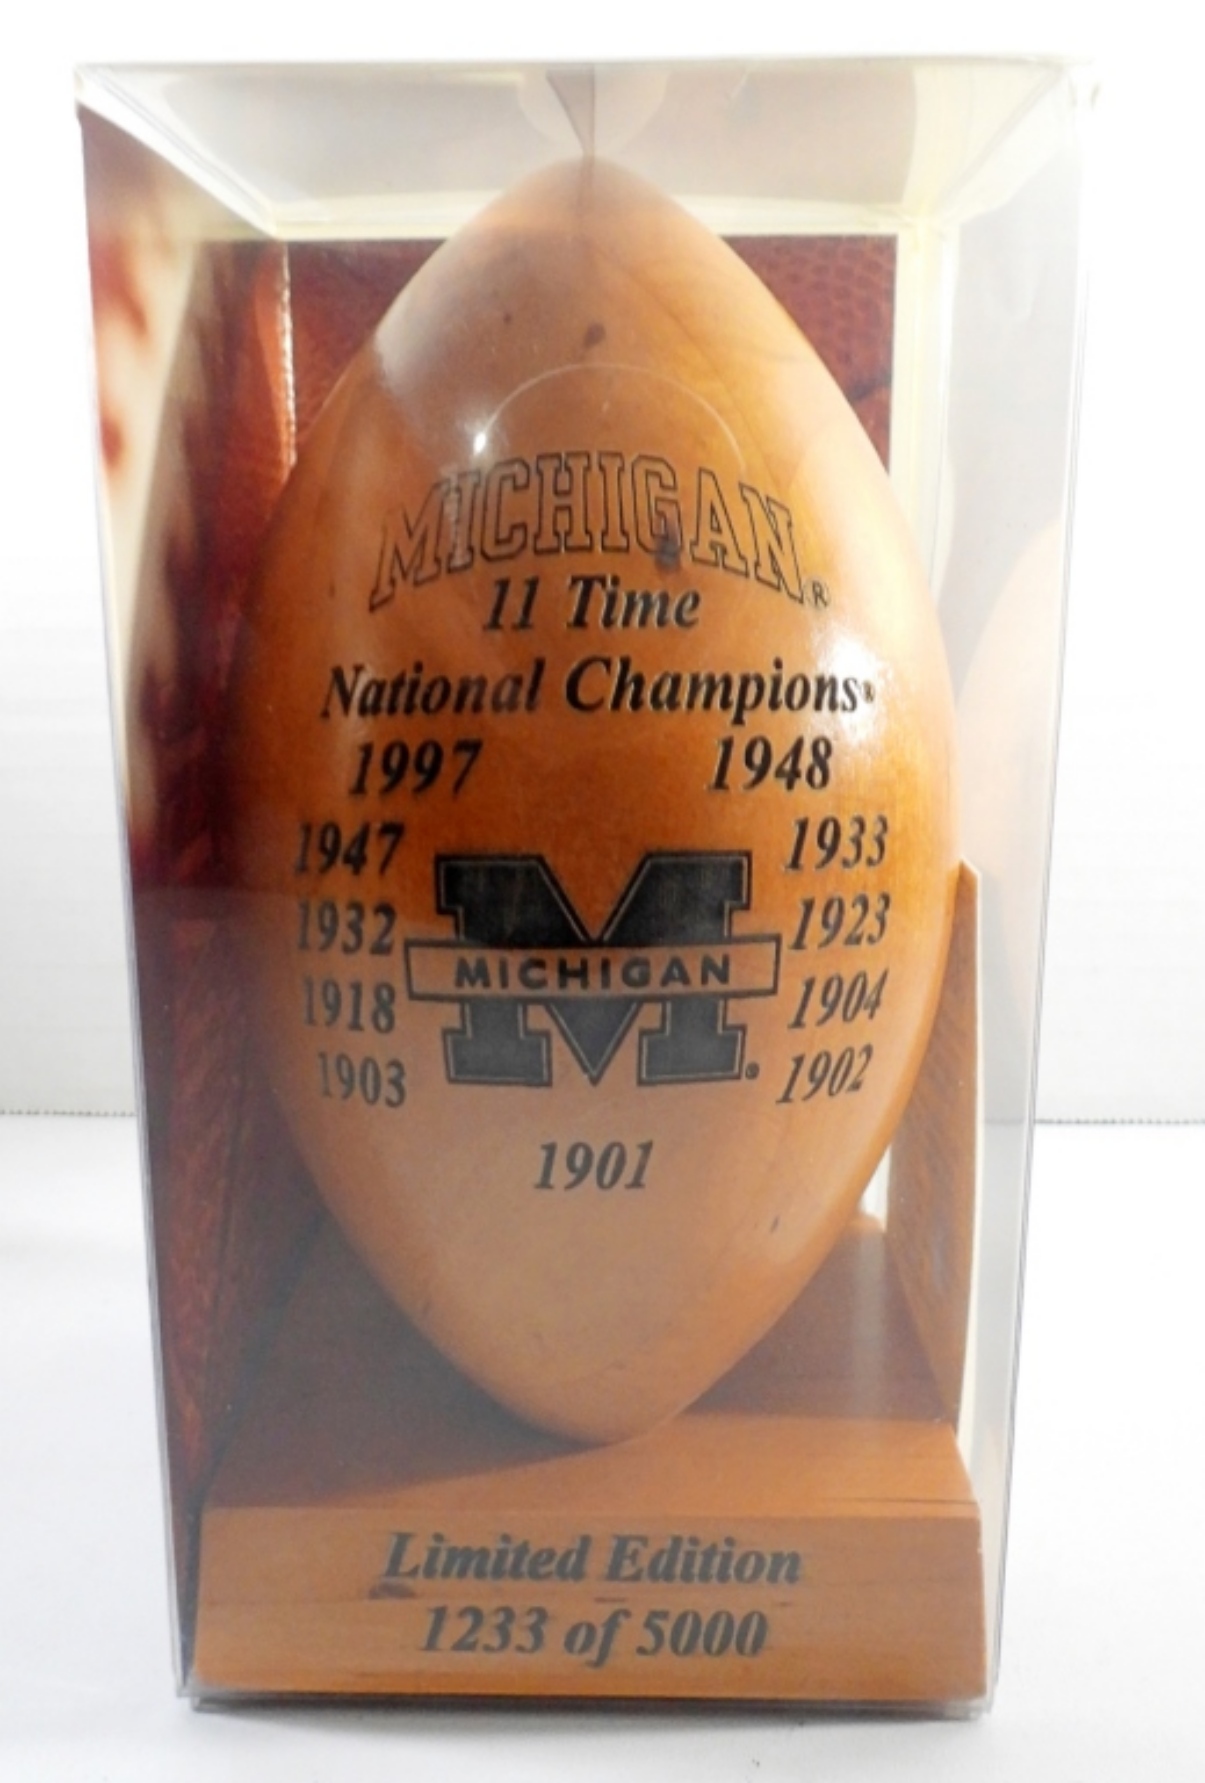 MICHIGAN®
11 Time
National Champions®
1997 1948
1947 1933
1932 1923
MICHIGAN
1918 1904
1903 1902
1901
Limited Edition
1233 of 5000